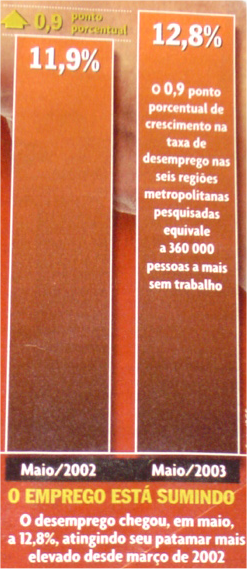 0,9 ponto
porcentual
11,9%
12,8%
O 0,9 ponto
porcentual de
crescimento na
taxa de
desemprego nas
seis regiões
metropolitanas
pesquisadas
equivale
a 360 000
pessoas a mais
sem trabalho
Maio/2002
Maio/2003
O EMPREGO ESTÁ SUMINDO
O desemprego chegou, em maio,
a 12,8%, atingindo seu patamar mais
elevado desde março de 2002